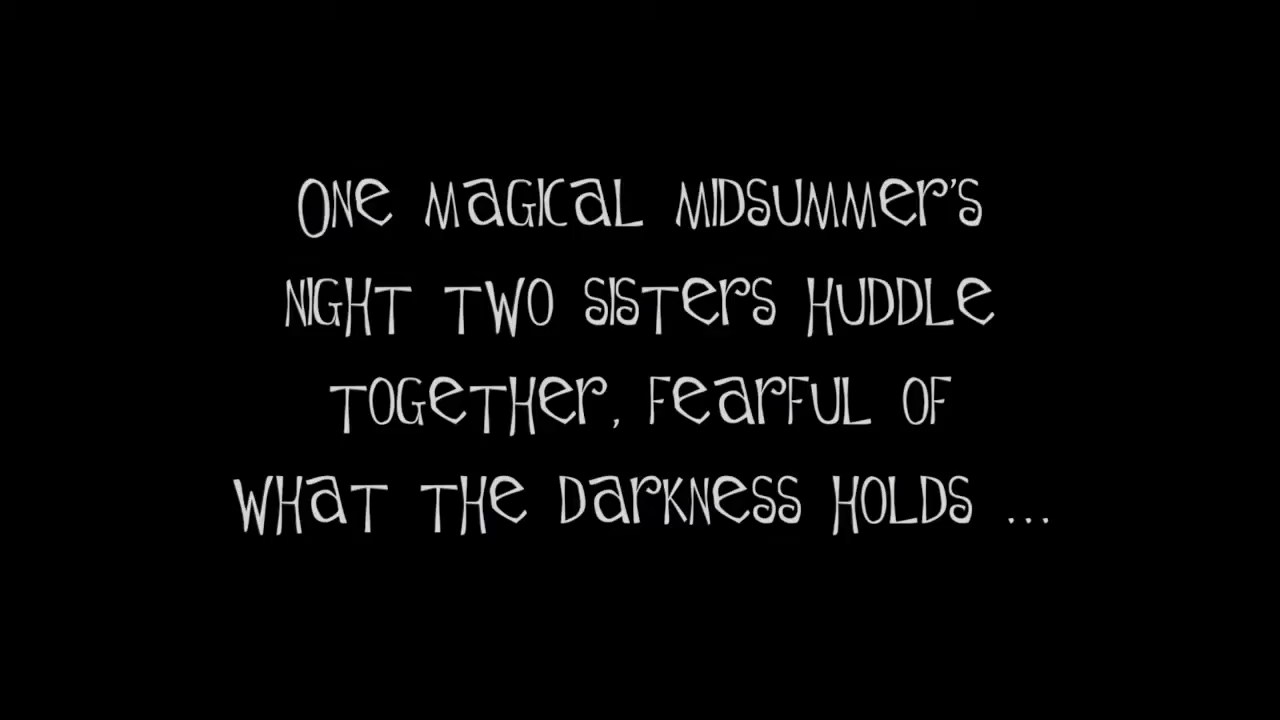 One magical midsummer's
night two sisters huddle
together, fearful of
what the darkness holds ...